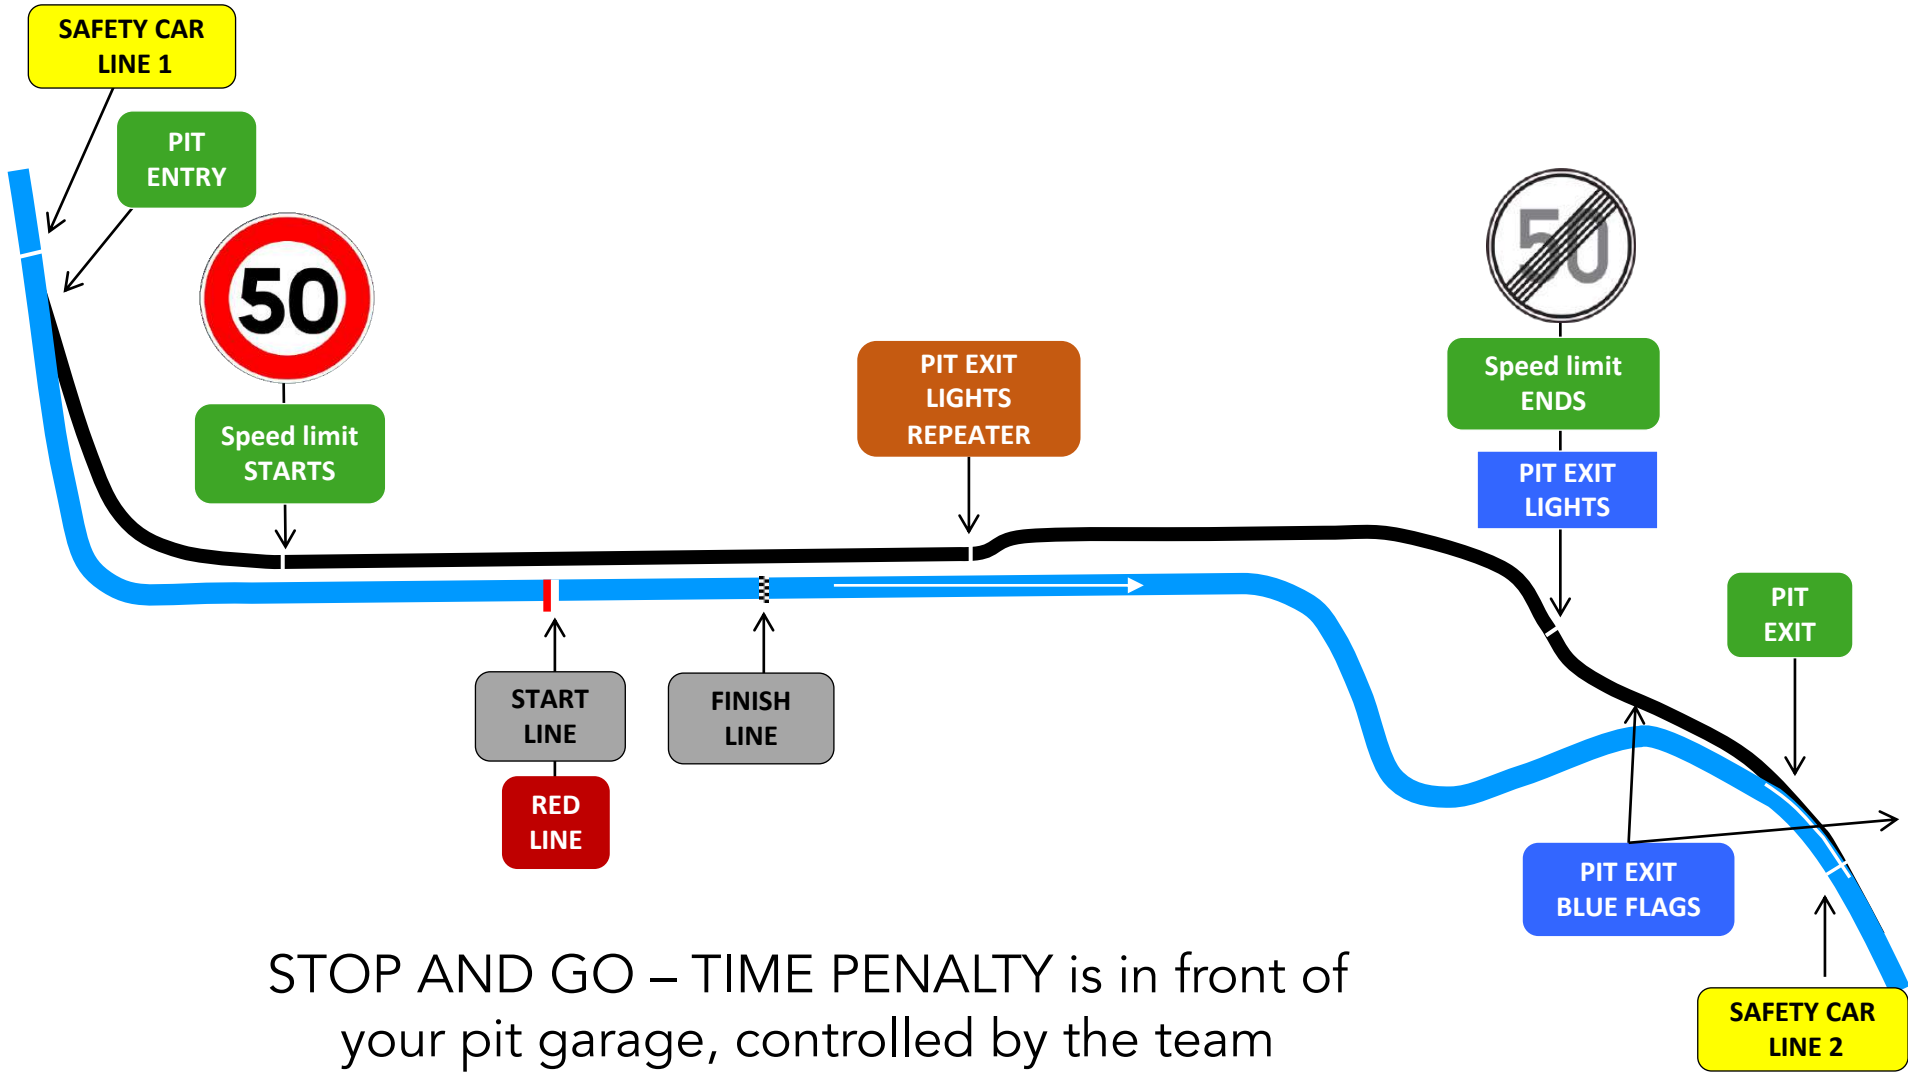 SAFETY CAR
LINE 1
PIT
ENTRY
50
Speed limit
STARTS
PIT EXIT
LIGHTS
REPEATER
50
Speed limit
ENDS
PIT EXIT
LIGHTS
PIT
EXIT
START
LINE
RED
LINE
FINISH
LINE
PIT EXIT
BLUE FLAGS
SAFETY CAR
LINE 2
STOP AND GO – TIME PENALTY is in front of
your pit garage, controlled by the team